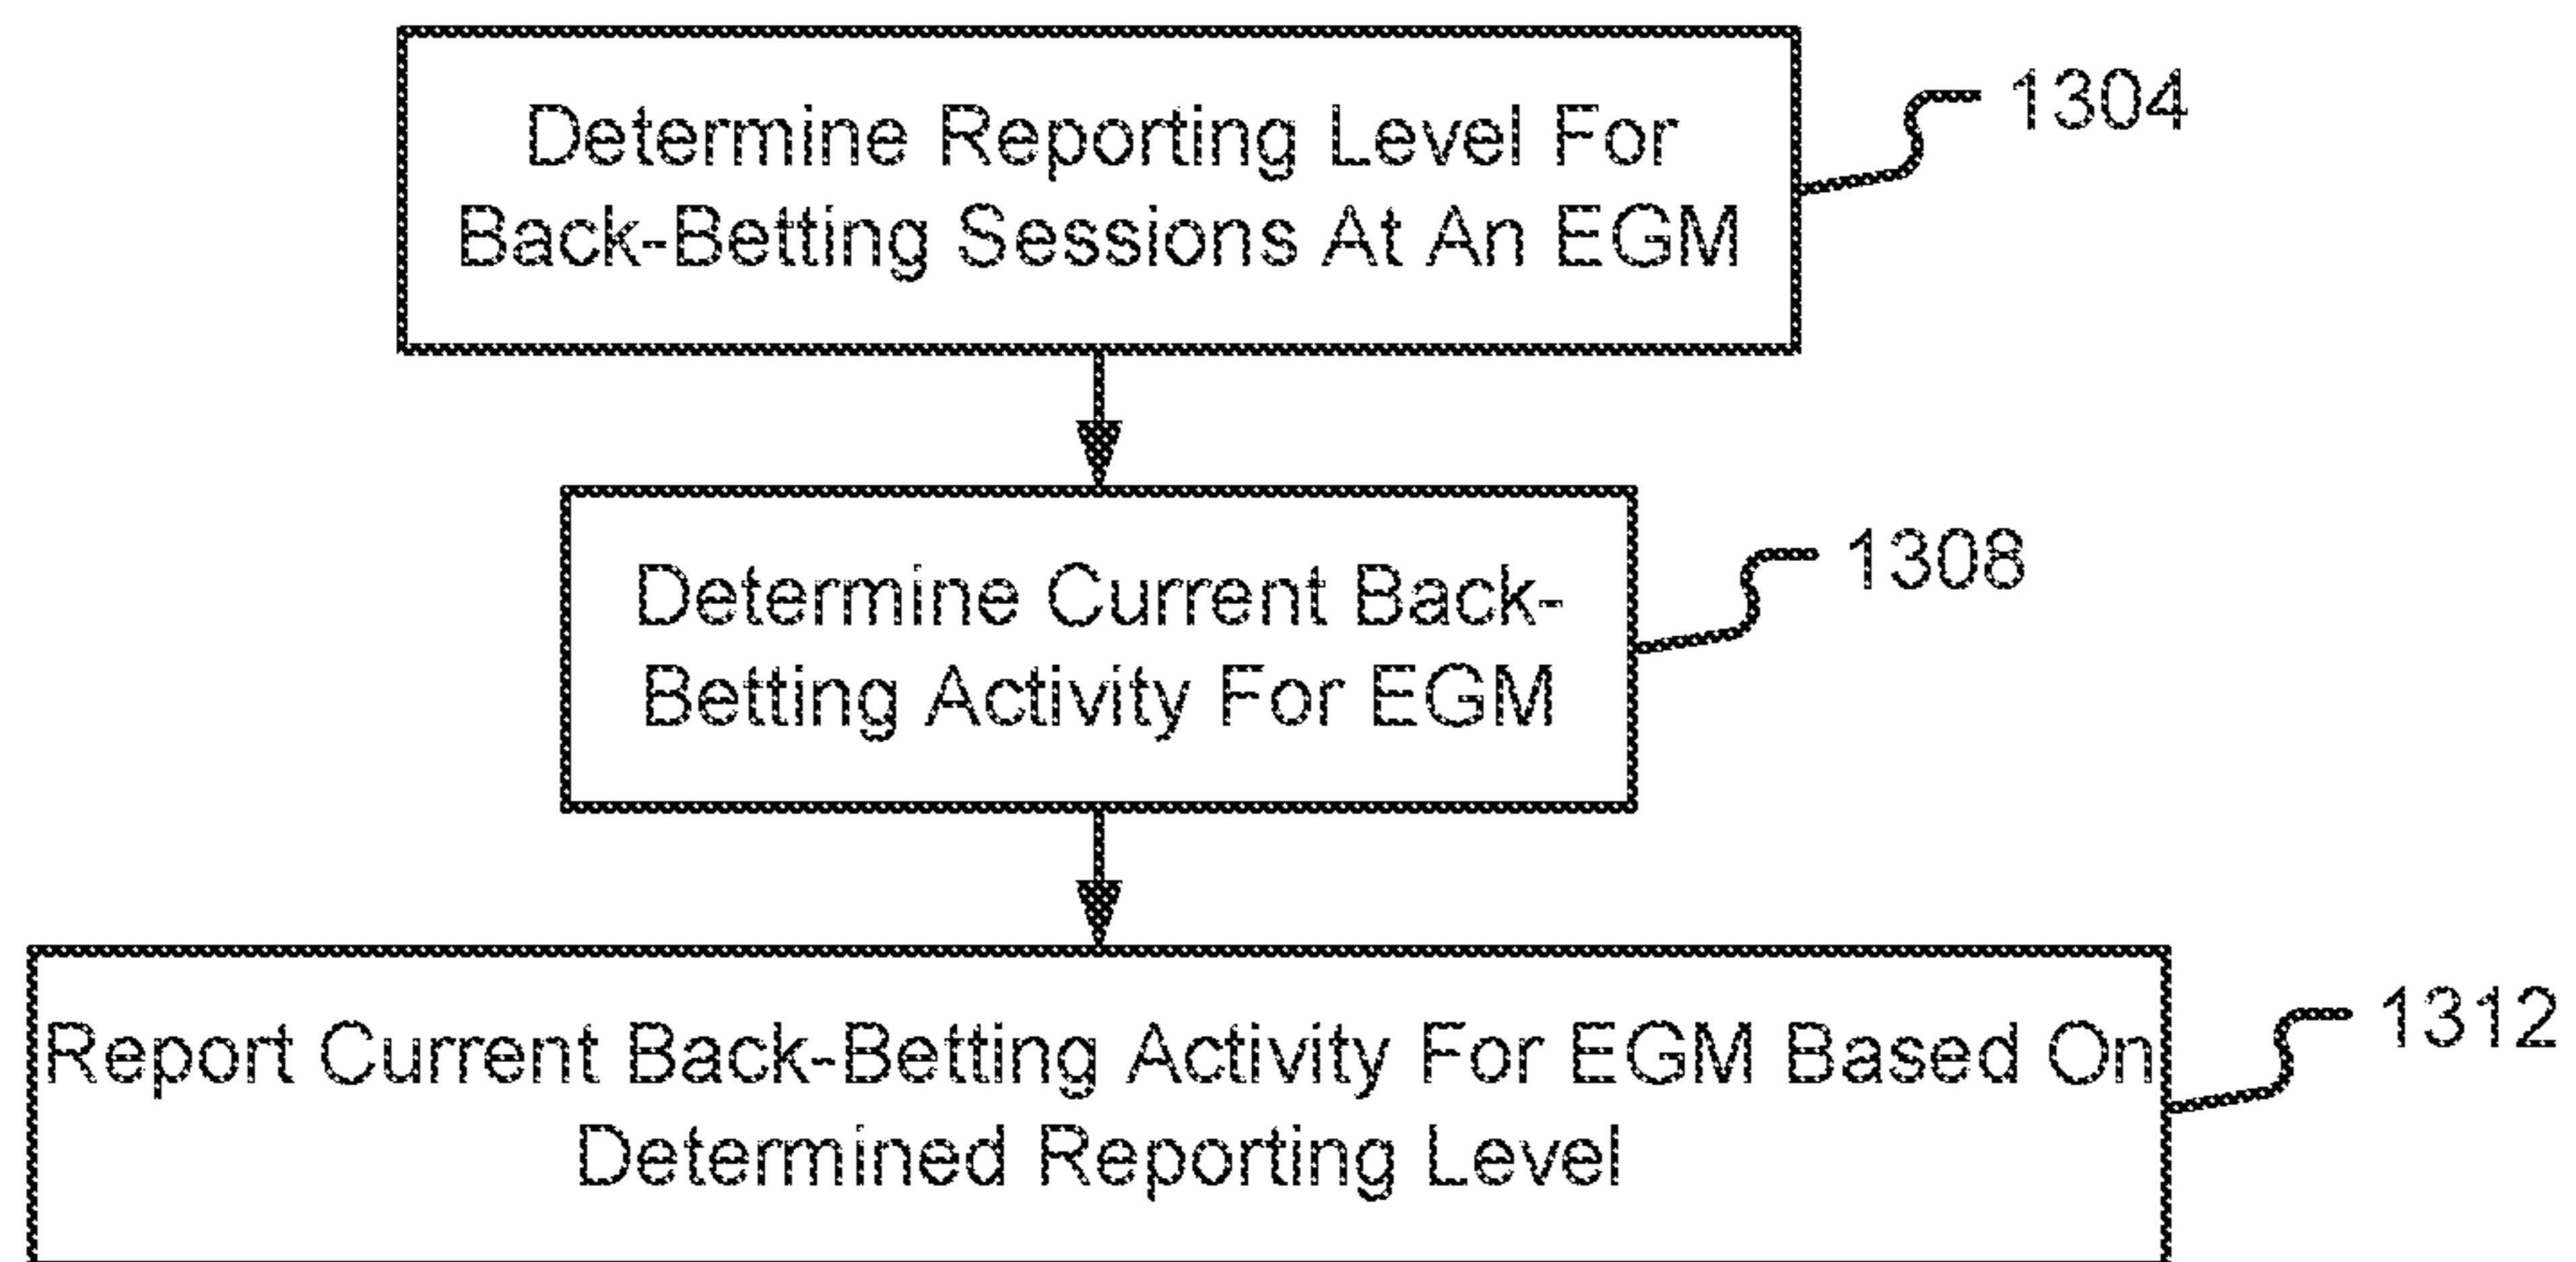 Determine Reporting Level For
Back-Betting Sessions At An EGM
1304
Determine Current Back-
Betting Activity For EGM
1308
Report Current Back-Betting Activity For EGM Based On
Determined Reporting Level
1312